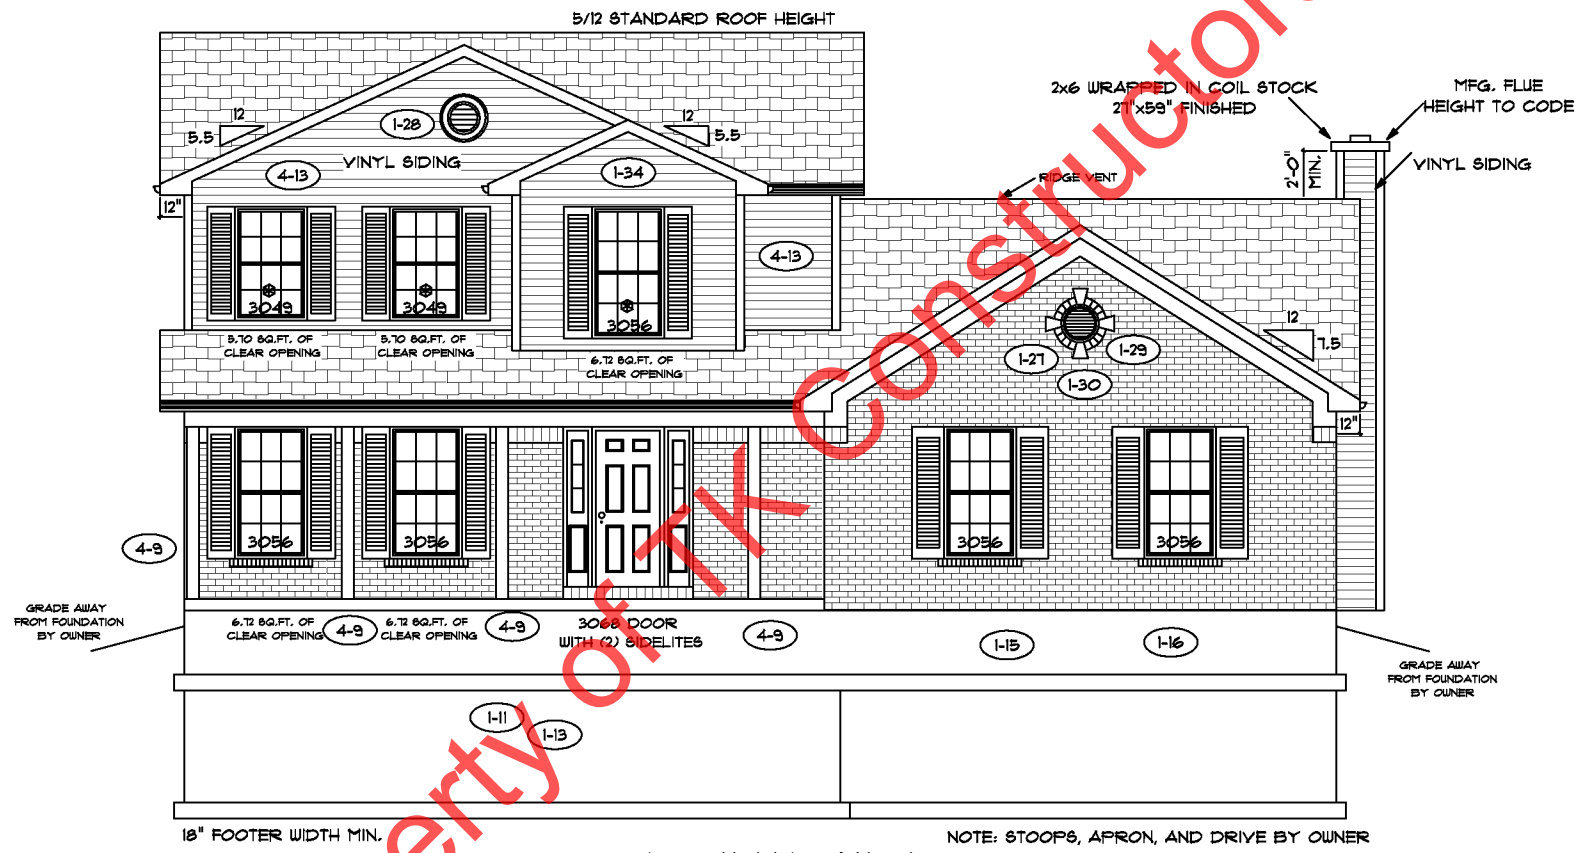 5/12 STANDARD ROOF HEIGHT
2x6 WRAPPED IN COIL STOCK
27"x59" FINISHED
MFG. FLUE
HEIGHT TO CODE
12
5.5
1-28
12
5.5
VINYL SIDING
4-13
1-34
2'-0"
MIN.
VINYL SIDING
RIDGE VENT
12"
4-13
3049
3049
3056
5.70 SQ.FT. OF
CLEAR OPENING
5.70 SQ.FT. OF
CLEAR OPENING
6.72 SQ.FT. OF
CLEAR OPENING
12
7.5
1-27
1-29
1-30
12"
3056
3056
3056
3056
4-9
GRADE AWAY
FROM FOUNDATION
BY OWNER
6.72 SQ.FT. OF
CLEAR OPENING
4-9
6.72 SQ.FT. OF
CLEAR OPENING
4-9
3068 DOOR
WITH (2) SIDELITES
4-9
1-15
1-16
GRADE AWAY
FROM FOUNDATION
BY OWNER
1-11
1-13
18" FOOTER WIDTH MIN.
NOTE: STOOPS, APRON, AND DRIVE BY OWNER
erty of TK Constructor